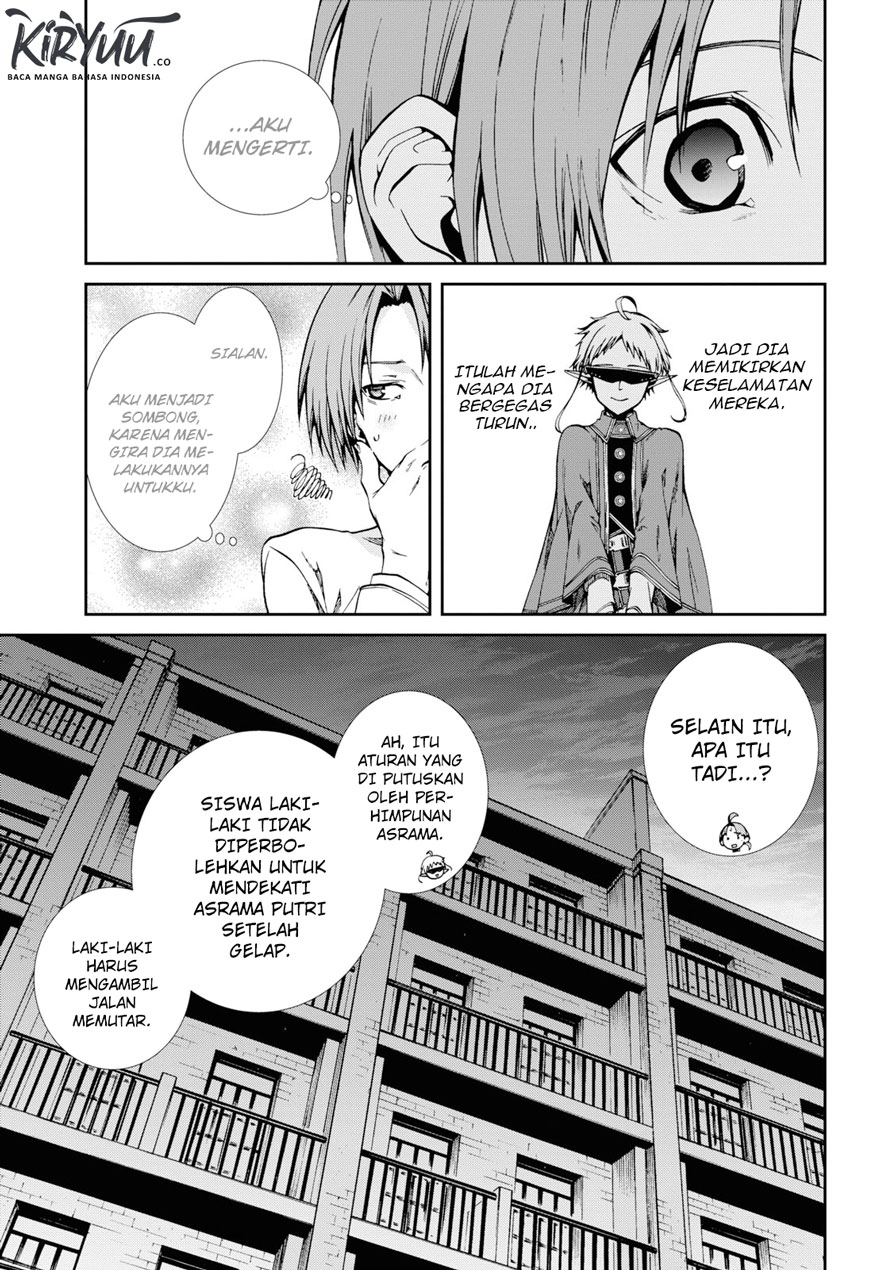 KIRYUU.CO
BACA MANGA BAHASA INDONESIA
...AKU
MENGERTI.
JADI DIA
MEMIKIRKAN
KESELAMATAN
MEREKA.
ITULAH ME-
NGAPA DIA
BERGEGAS
TURUN..
SIALAN.
AKU MENJADI
SOMBONG,
KARENA MEN-
GIRA DIA ME-
LAKUKANNYA
UNTUKKU.
SELAIN ITU,
APA ITU
TADI...?
AH, ITU
ATURAN YANG
DI PUTUSKAN
OLEH PER-
HIMPUNAN
ASRAMA.
SISWA LAKI-
LAKI TIDAK
DIPERBO-
LEHKAN UNTUK
MENDEKATI
ASRAMA PUTRI
SETELAH
GELAP.
LAKI-LAKI
HARUS
MENGAMBIL
JALAN
MEMUTAR.